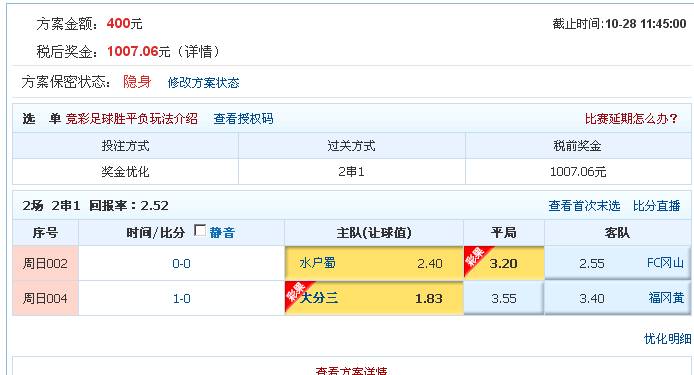 方案金额：400元 截止时间:10-28 11:45:00
税后奖金：1007.06元（详情）
方案保密状态： 隐身 修改方案状态
选 单 竞彩足球胜平负玩法介绍 查看授权码 比赛延期怎么办？
投注方式 过关方式 税前奖金
奖金优化 2串1 1007.06元
2场 2串1 回报率：2.52 查看首次末选 比分直播
序号 时间/比分 静音 主队(让球值) 平局 客队
周日002 0-0 水户蜀 2.40 彩果 3.20 2.55 FC冈山
周日004 1-0 彩果 大分三 1.83 3.55 3.40 福冈黄
优化明细
查看方案详情